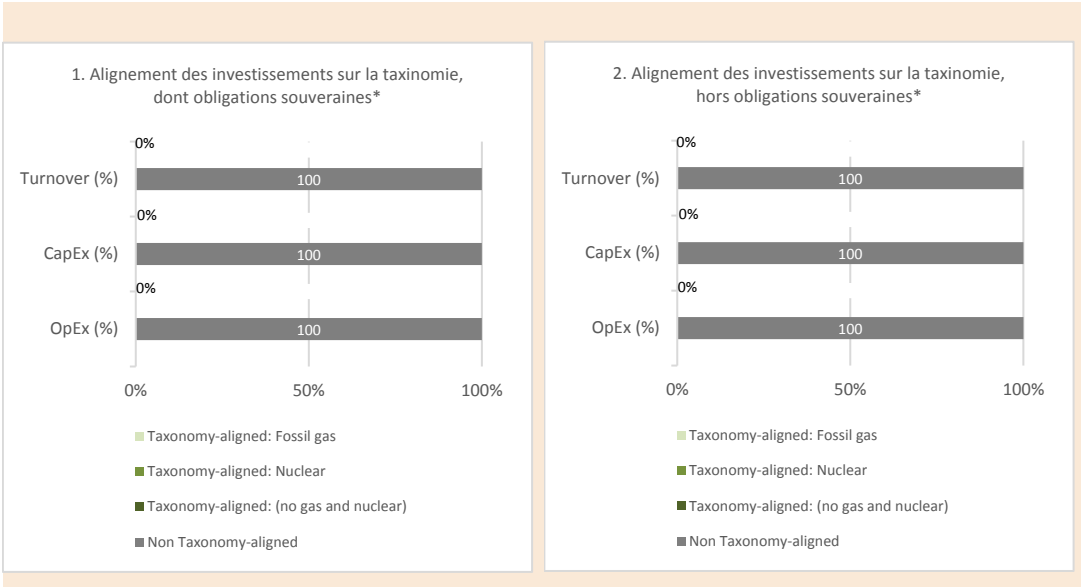 1. Alignement des investissements sur la taxinomie,
dont obligations souveraines*
0%
Turnover (%)
100
0%
CapEx (%)
100
0%
OpEx (%)
100
0%
50%
100%
Taxonomy-aligned: Fossil gas
Taxonomy-aligned: Nuclear
Taxonomy-aligned: (no gas and nuclear)
Non Taxonomy-aligned
2. Alignement des investissements sur la taxinomie,
hors obligations souveraines*
0%
Turnover (%)
100
0%
CapEx (%)
100
0%
OpEx (%)
100
0%
50%
100%
Taxonomy-aligned: Fossil gas
Taxonomy-aligned: Nuclear
Taxonomy-aligned: (no gas and nuclear)
Non Taxonomy-aligned